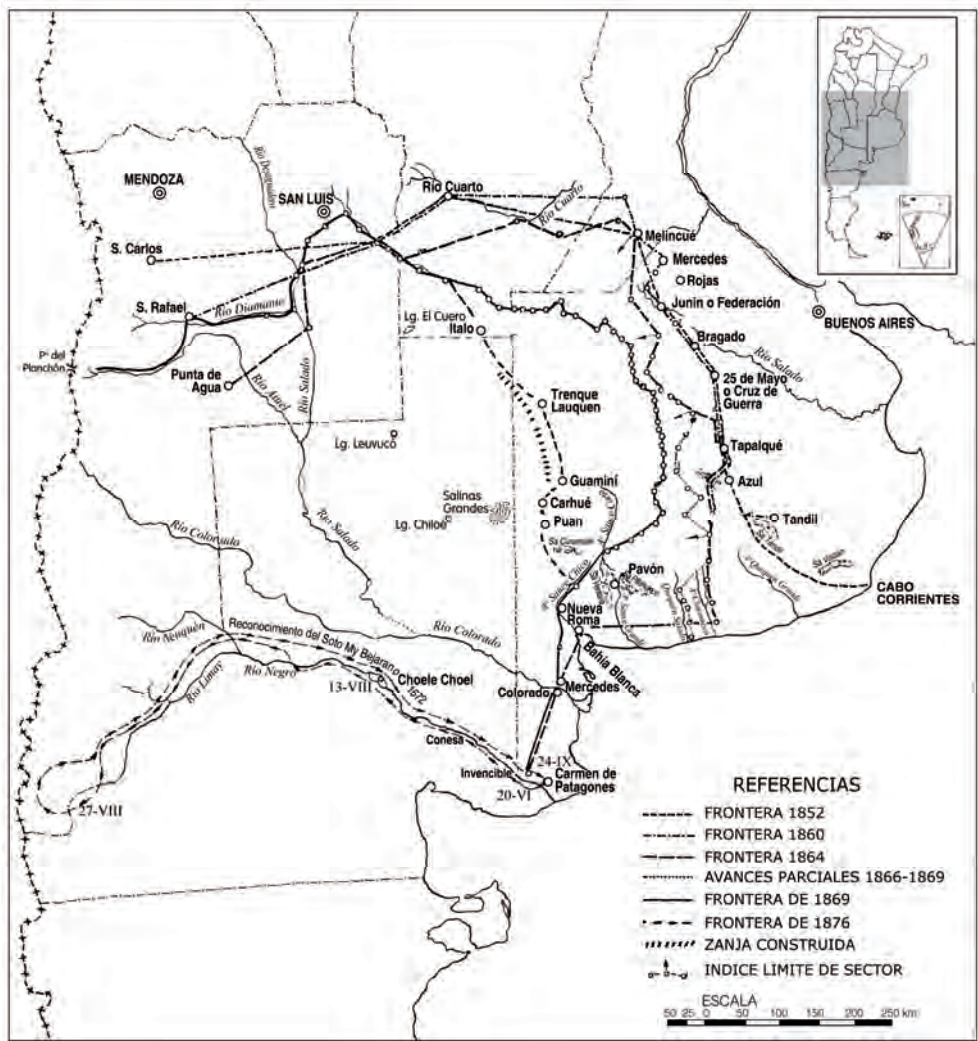 MENDOZA
SAN LUIS
Río Desaguadero
Río Cuarto
Río Cuarto
Melincué
S. Carlos
Mercedes
Rojas
S. Rafael
Río Diamante
Junin o Federación
BUENOS AIRES
Lg. El Cuero
Italo
Bragado
Río Salado
Pº del
Planchón
Punta de
Agua
Río Atuel
Río Salado
25 de Mayo
o Cruz de
Guerra
Trenque
Lauquen
Lg. Leuvucó
Tapalqué
Guaminí
Azul
Salinas
Grandes
Carhué
Lg. Chiloé
Puan
Tandil
Río Salado
Río Colorado
Pavón
CABO
CORRIENTES
Río Colorado
Nueva
Roma
Río Neuquén
Reconocimiento del Soto My Bejarano 1872
Bahía Blanca
Río Limay
Río Negro
13-VIII
Choele Choel
Colorado
Mercedes
Conesa
24-IX
Invencible
Carmen de
Patagones
20-VI
27-VIII
REFERENCIAS
FRONTERA 1852
FRONTERA 1860
FRONTERA 1864
AVANCES PARCIALES 1866-1869
FRONTERA DE 1869
FRONTERA DE 1876
ZANJA CONSTRUIDA
INDICE LIMITE DE SECTOR
ESCALA
50 25 0 50 100 150 200 250 km